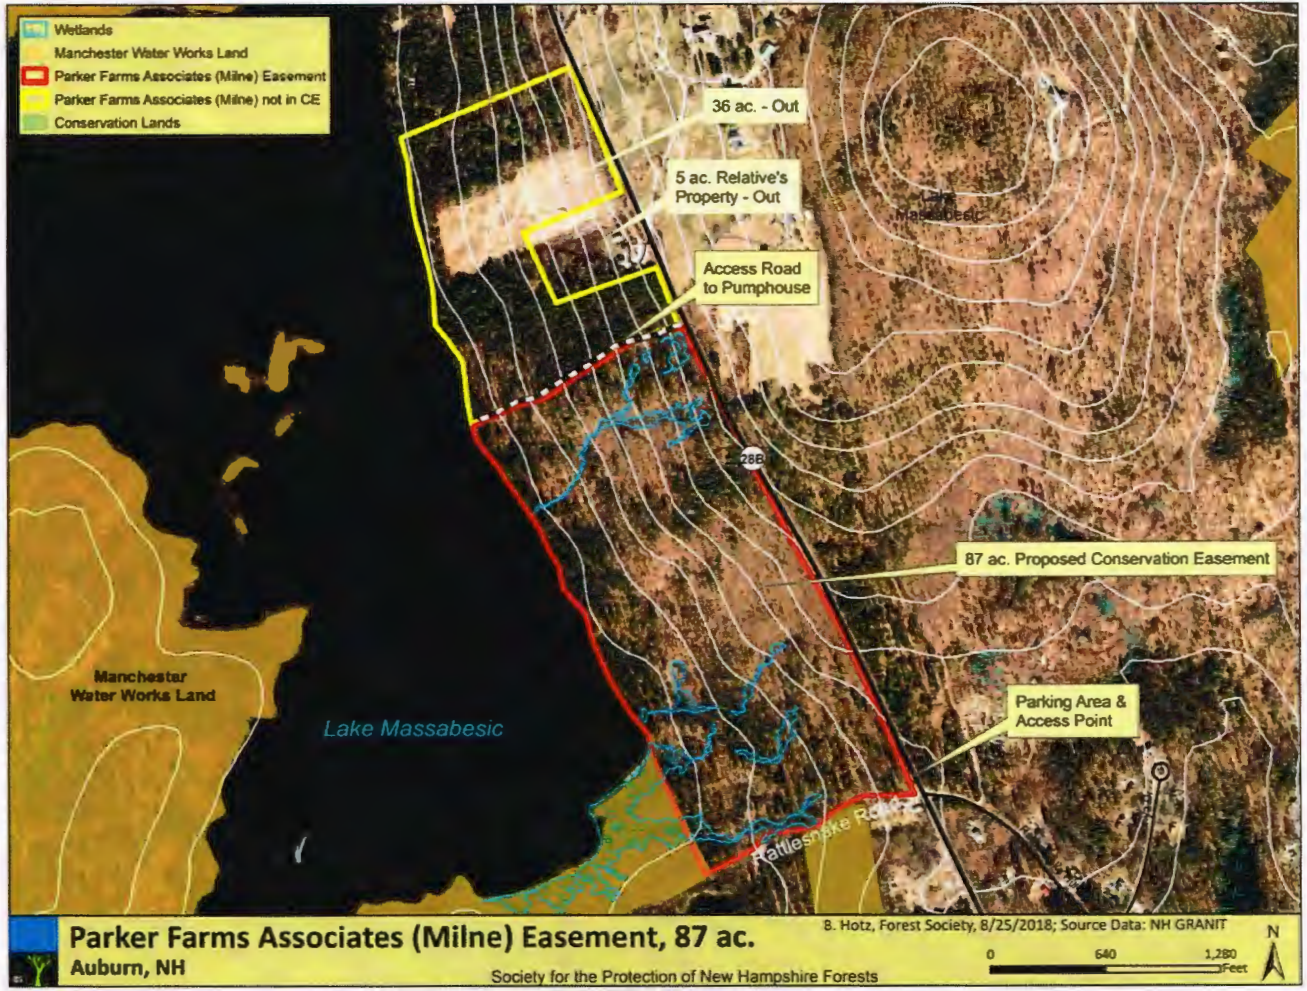 Wetlands
Manchester Water Works Land
Parker Farms Associates (Milne) Easement
Parker Farms Associates (Milne) not in CE
Conservation Lands
36 ac. - Out
5 ac. Relative's
Property - Out
Lake
Massabesic
Access Road
to Pumphouse
28B
87 ac. Proposed Conservation Easement
Manchester
Water Works Land
Parking Area &
Access Point
Lake Massabesic
Rattlesnake Road
Parker Farms Associates (Milne) Easement, 87 ac.
Auburn, NH
Society for the Protection of New Hampshire Forests
B. Hotz, Forest Society, 8/25/2018; Source Data: NH GRANIT
N
0 640 1,280
Feet